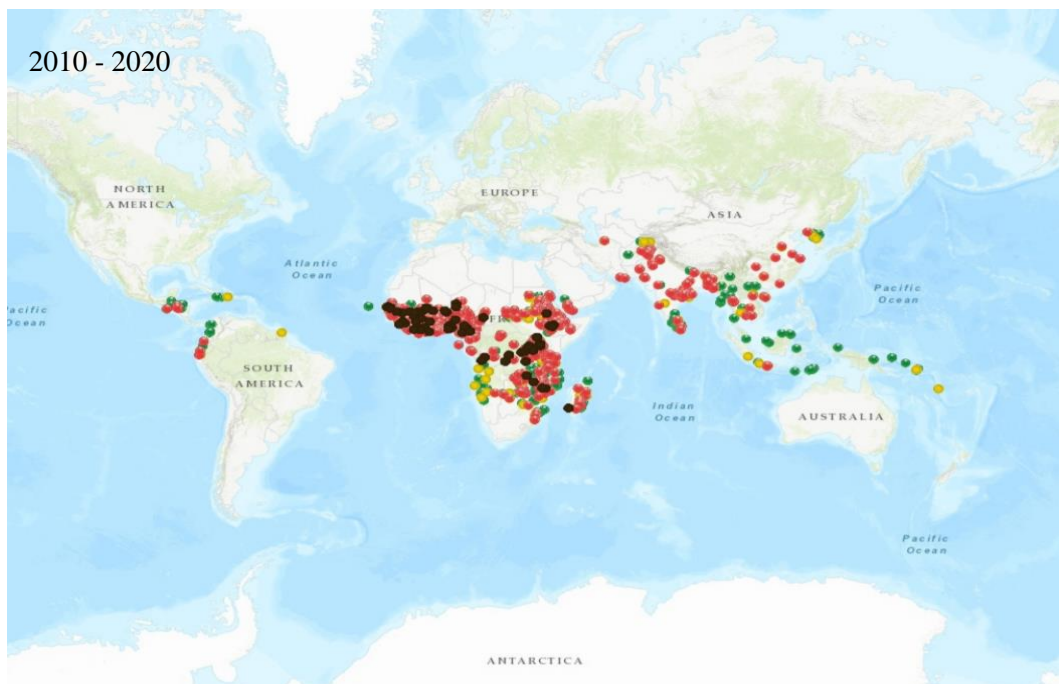 2010 - 2020
NORTH
AMERICA
EUROPE
ASIA
Atlantic
Ocean
Pacific
Ocean
acific
Ocean
SOUTH
AMERICA
Indian
Ocean
AUSTRALIA
Pacific
Ocean
ANTARCTICA